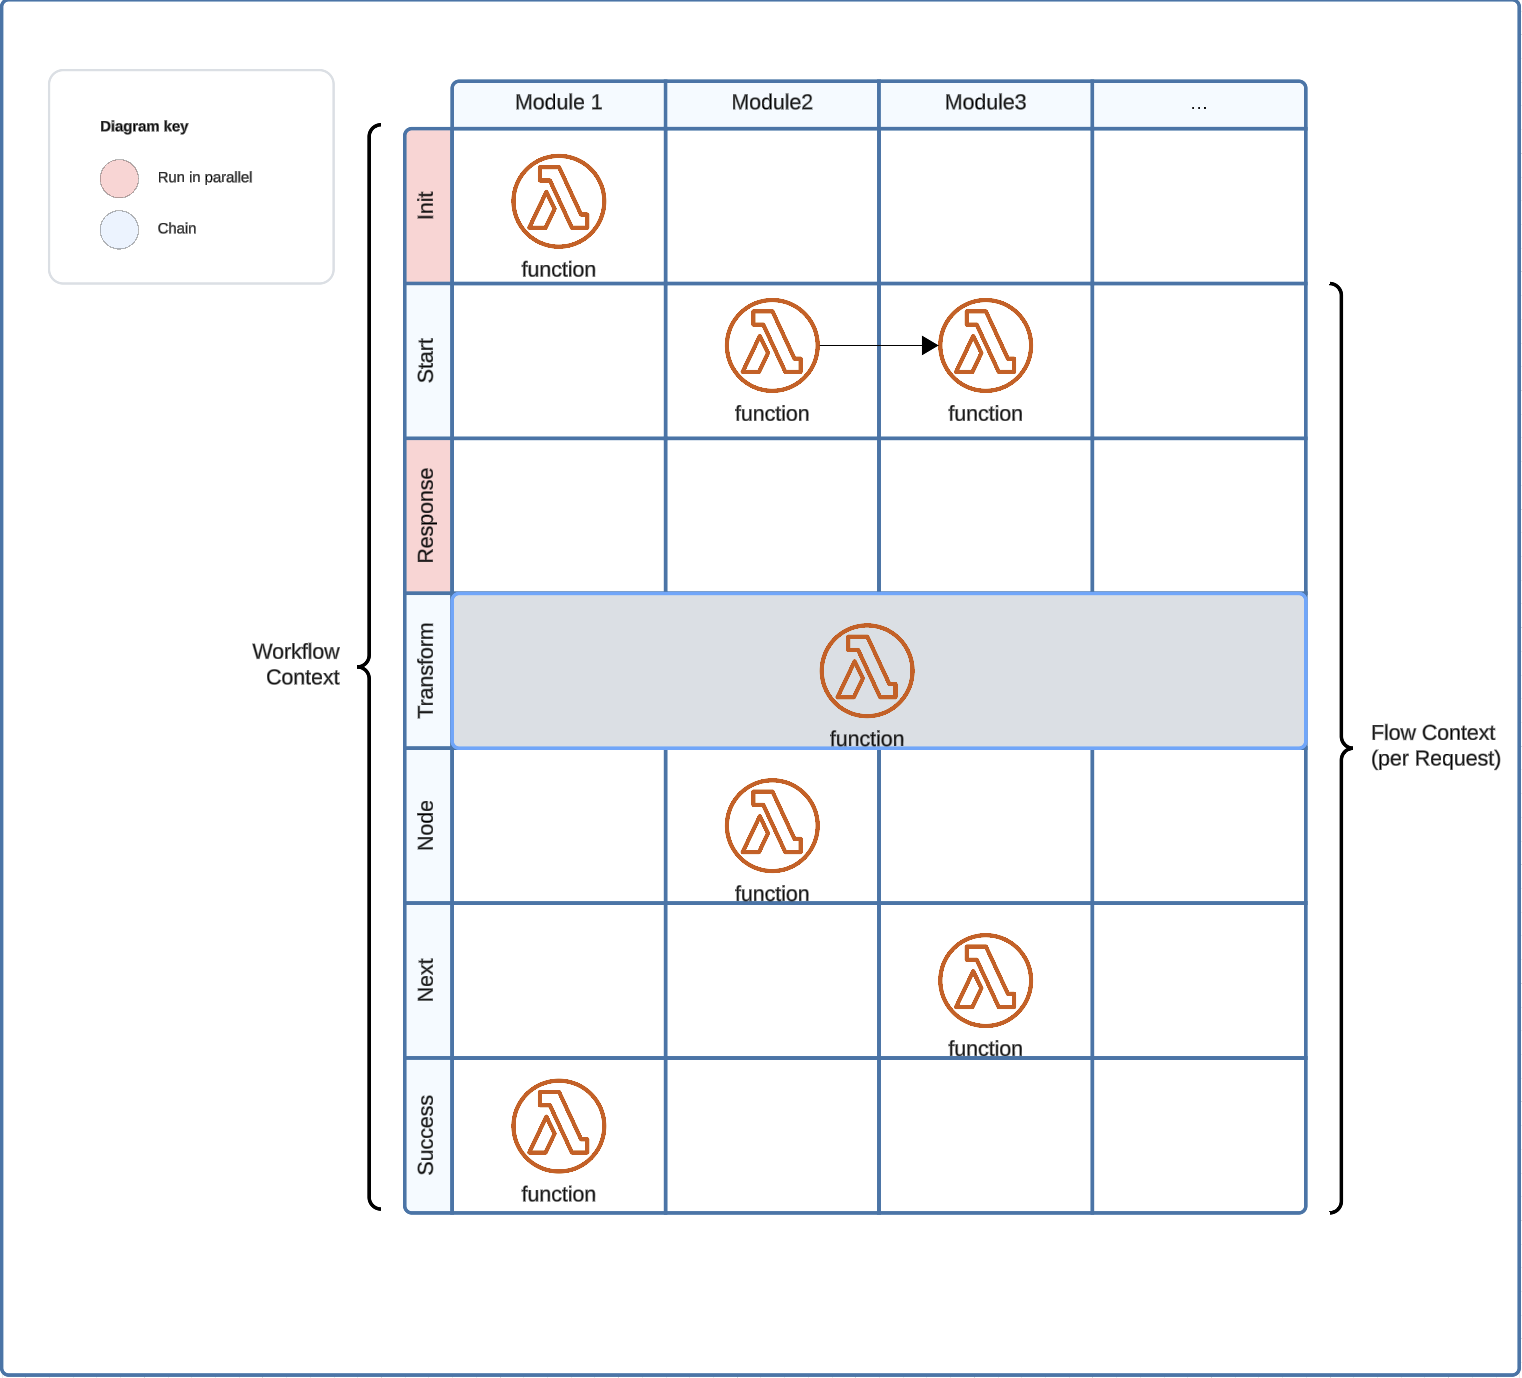 Diagram key
Run in parallel
Chain
Module 1
Module2
Module3
...
Init
function
Start
function
function
Response
Transform
function
Workflow
Context
Flow Context
(per Request)
Node
function
Next
function
Success
function